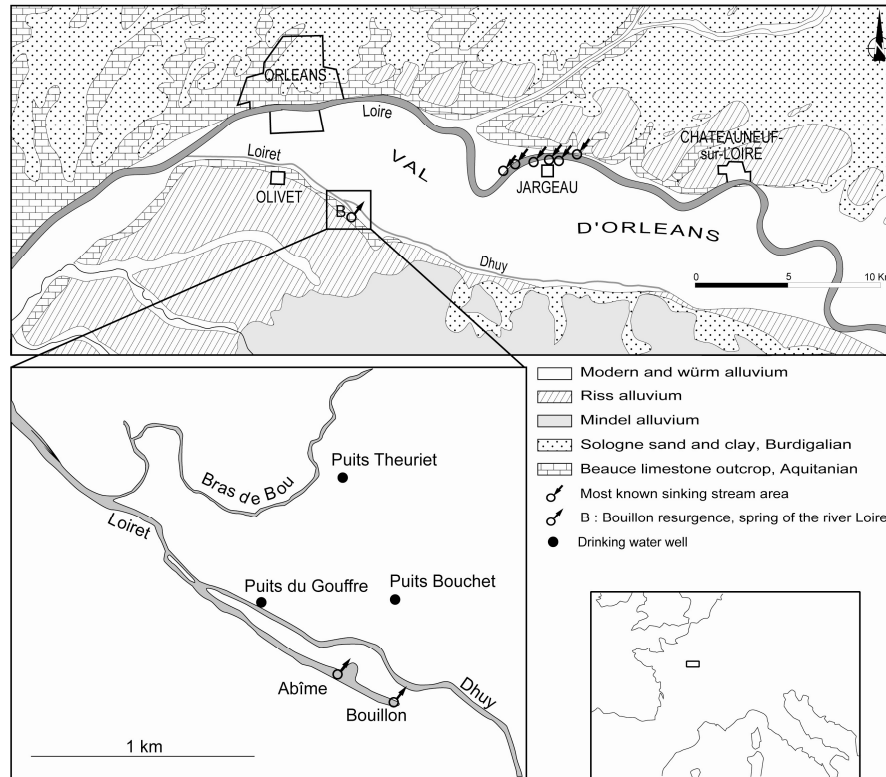 ORLEANS
Loire
Loiret
VAL
CHATEAUNEUF-
sur-LOIRE
JARGEAU
OLIVET
B
D'ORLEANS
Dhuy
0 5 10 Km
Modern and würm alluvium
Riss alluvium
Mindel alluvium
Sologne sand and clay, Burdigalian
Beauce limestone outcrop, Aquitanian
Most known sinking stream area
B : Bouillon resurgence, spring of the river Loire
Drinking water well
Puits Theuriet
Bras de Bou
Loiret
Puits du Gouffre
Puits Bouchet
Abîme
Bouillon
Dhuy
1 km